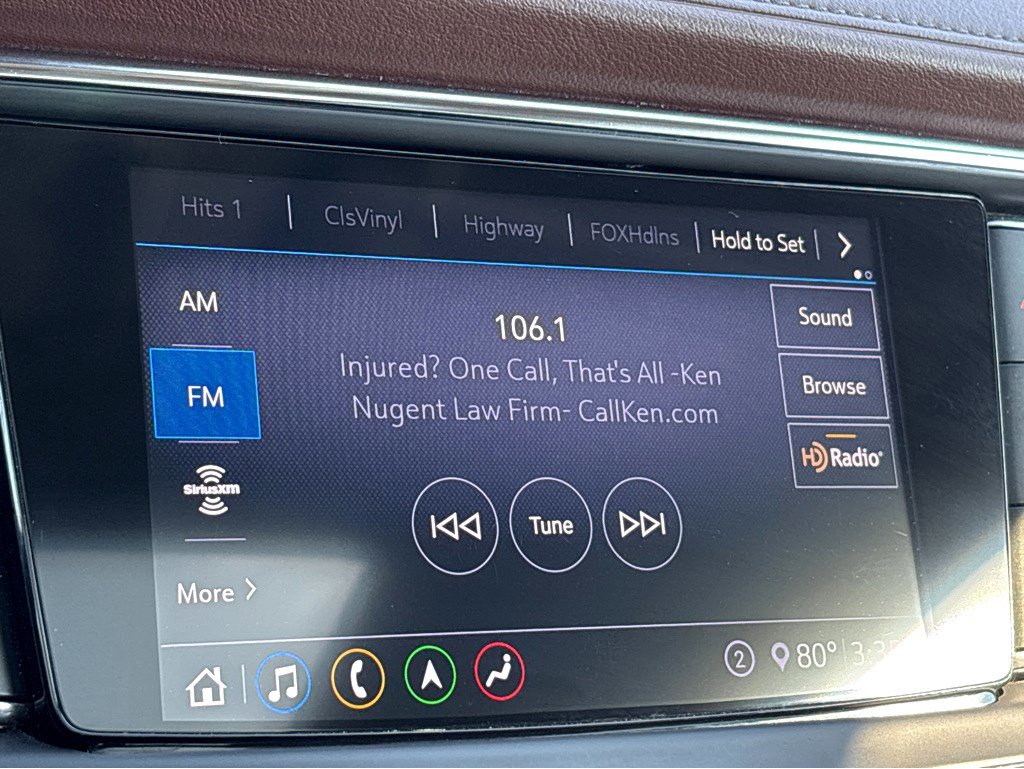 Hits 1 | ClsVinyl | Highway | FOXHdlns | Hold to Set |
AM
106.1
Sound
Injured? One Call, That's All -Ken
Nugent Law Firm- CallKen.com
FM
Browse
HD Radio
SiriusXM
Tune
More
2 80°